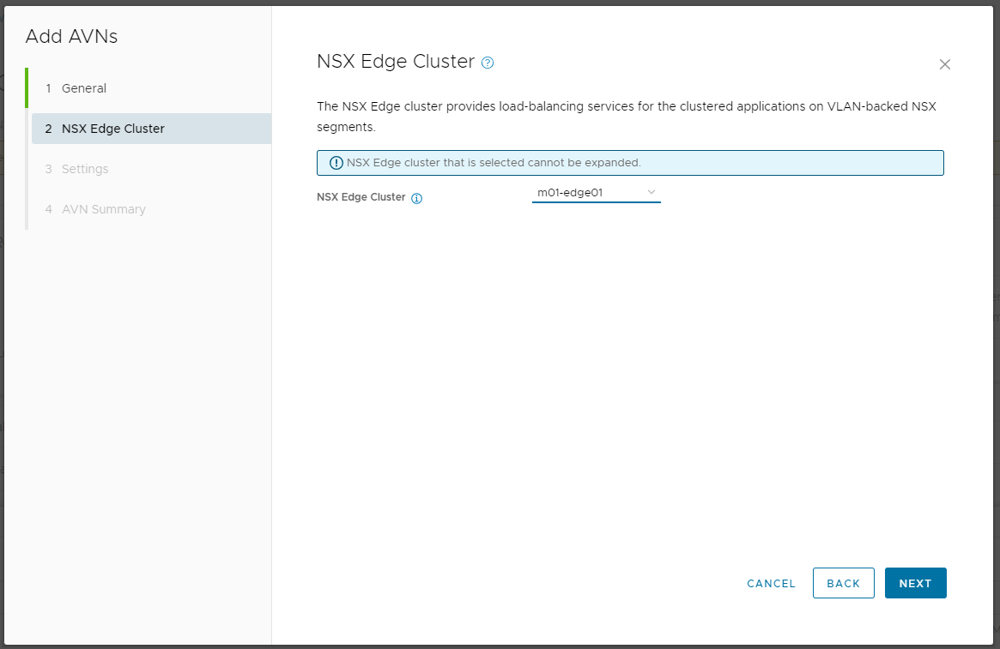 Add AVNs
1 General
2 NSX Edge Cluster
3 Settings
4 AVN Summary
NSX Edge Cluster
The NSX Edge cluster provides load-balancing services for the clustered applications on VLAN-backed NSX
segments.
NSX Edge cluster that is selected cannot be expanded.
NSX Edge Cluster m01-edge01
CANCEL BACK NEXT